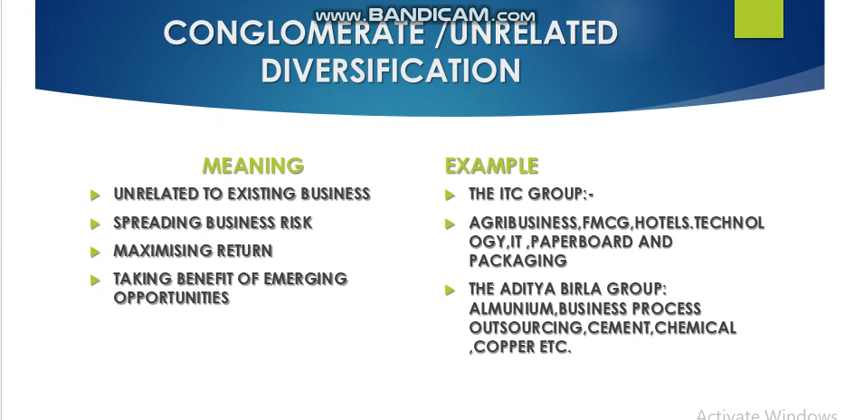 www.BANDICAM.com
CONGLOMERATE /UNRELATED
DIVERSIFICATION
MEANING
UNRELATED TO EXISTING BUSINESS
SPREADING BUSINESS RISK
MAXIMISING RETURN
TAKING BENEFIT OF EMERGING
OPPORTUNITIES
EXAMPLE
THE ITC GROUP:-
AGRIBUSINESS,FMCG,HOTELS.TECHNOL
OGY,IT ,PAPERBOARD AND
PACKAGING
THE ADITYA BIRLA GROUP:
ALMUNIUM,BUSINESS PROCESS
OUTSOURCING,CEMENT,CHEMICAL
,COPPER ETC.
Activate Windows